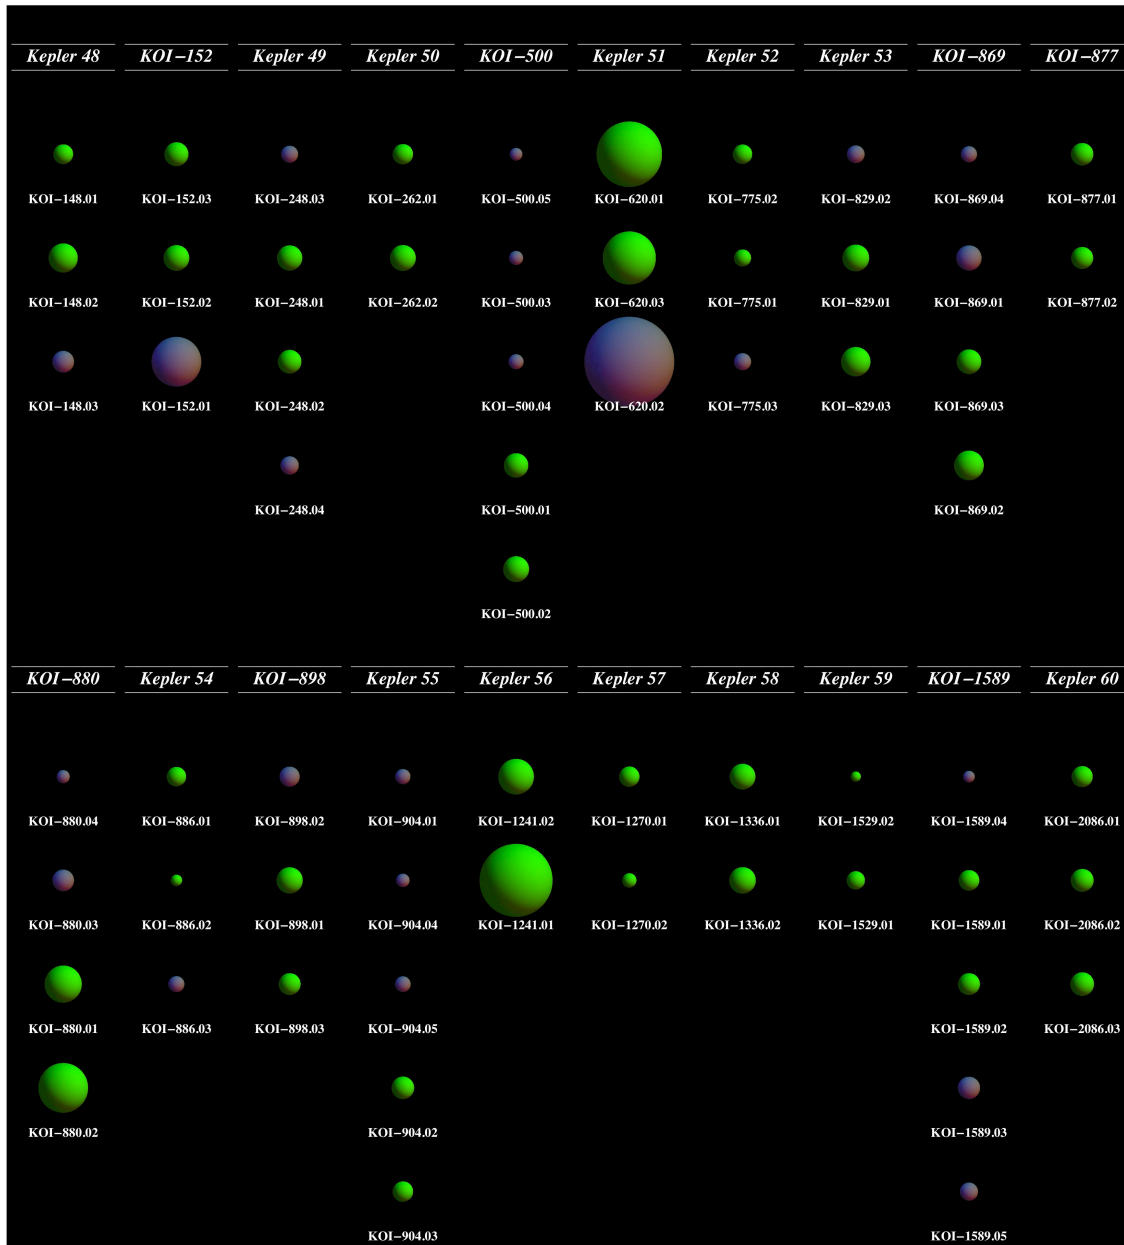 Kepler 48 KOI−152 Kepler 49 Kepler 50 KOI−500 Kepler 51 Kepler 52 Kepler 53 KOI−869 KOI−877
KOI−148.01 KOI−152.03 KOI−248.03 KOI−262.01 KOI−500.05 KOI−620.01 KOI−775.02 KOI−829.02 KOI−869.04 KOI−877.01
KOI−148.02 KOI−152.02 KOI−248.01 KOI−262.02 KOI−500.03 KOI−620.03 KOI−775.01 KOI−829.01 KOI−869.01 KOI−877.02
KOI−148.03 KOI−152.01 KOI−248.02 KOI−500.04 KOI−620.02 KOI−775.03 KOI−829.03 KOI−869.03
KOI−248.04 KOI−500.01 KOI−869.02
KOI−500.02
KOI−880 Kepler 54 KOI−898 Kepler 55 Kepler 56 Kepler 57 Kepler 58 Kepler 59 KOI−1589 Kepler 60
KOI−880.04 KOI−886.01 KOI−898.02 KOI−904.01 KOI−1241.02 KOI−1270.01 KOI−1336.01 KOI−1529.02 KOI−1589.04 KOI−2086.01
KOI−880.03 KOI−886.02 KOI−898.01 KOI−904.04 KOI−1241.01 KOI−1270.02 KOI−1336.02 KOI−1529.01 KOI−1589.01 KOI−2086.02
KOI−880.01 KOI−886.03 KOI−898.03 KOI−904.05 KOI−1589.02 KOI−2086.03
KOI−880.02 KOI−904.02 KOI−1589.03
KOI−904.03 KOI−1589.05